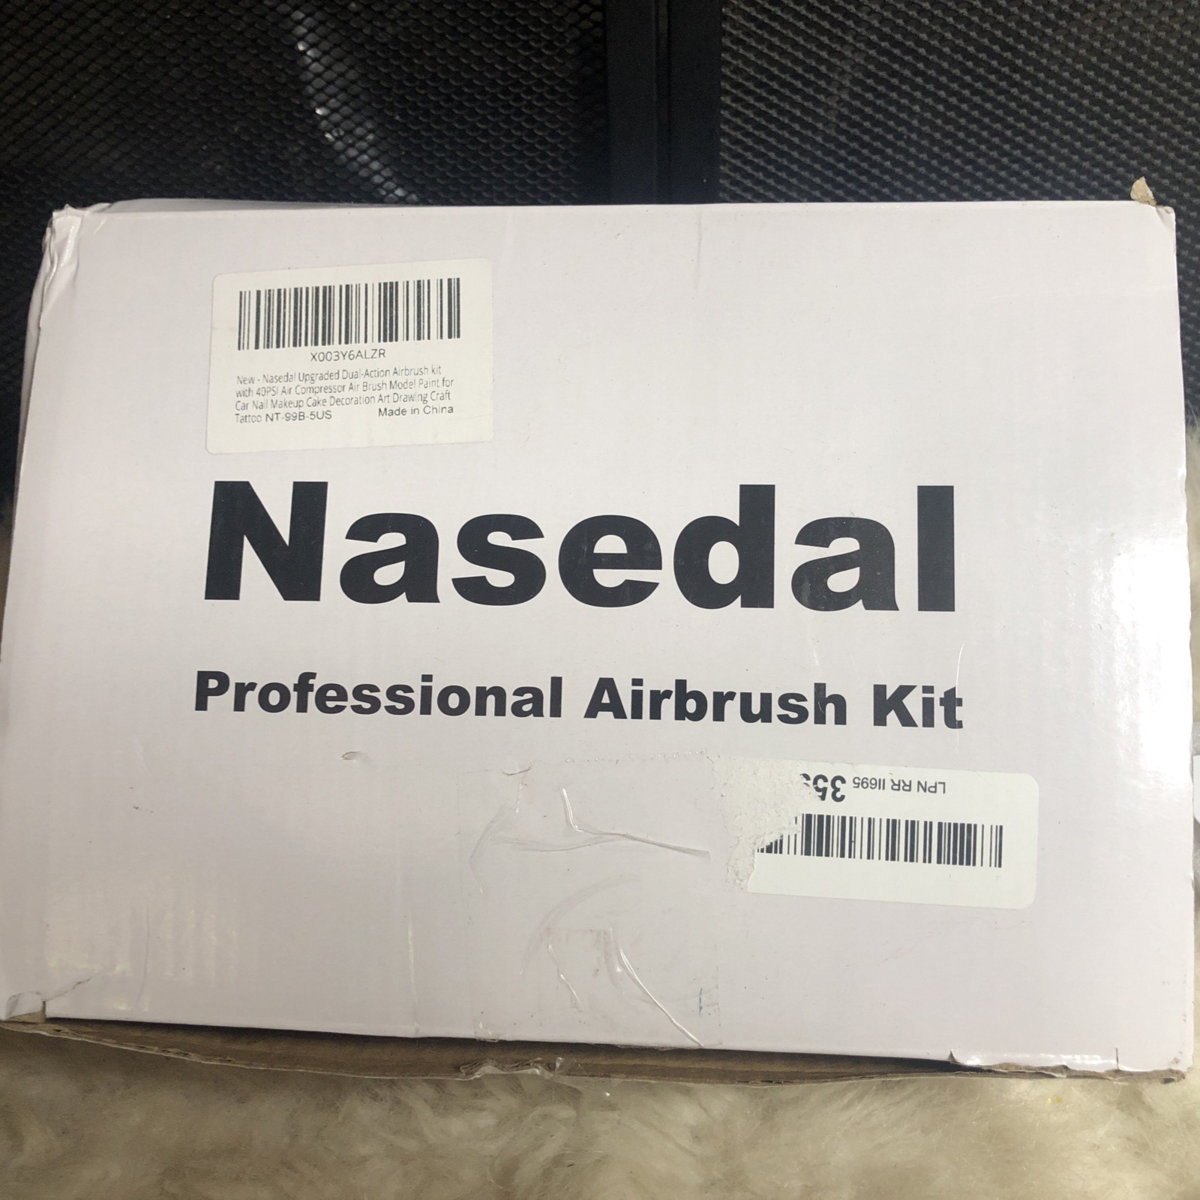 X003Y6ALZR
New - Nasedal Upgraded Dual-Action Airbrush kit
with 40PSI Air Compressor Air Brush Model Paint for
Car Nail Makeup Cake Decoration Art Drawing Craft
Tattoo NT-99B-5US Made in China
Nasedal
Professional Airbrush Kit
LPN RR II695 35